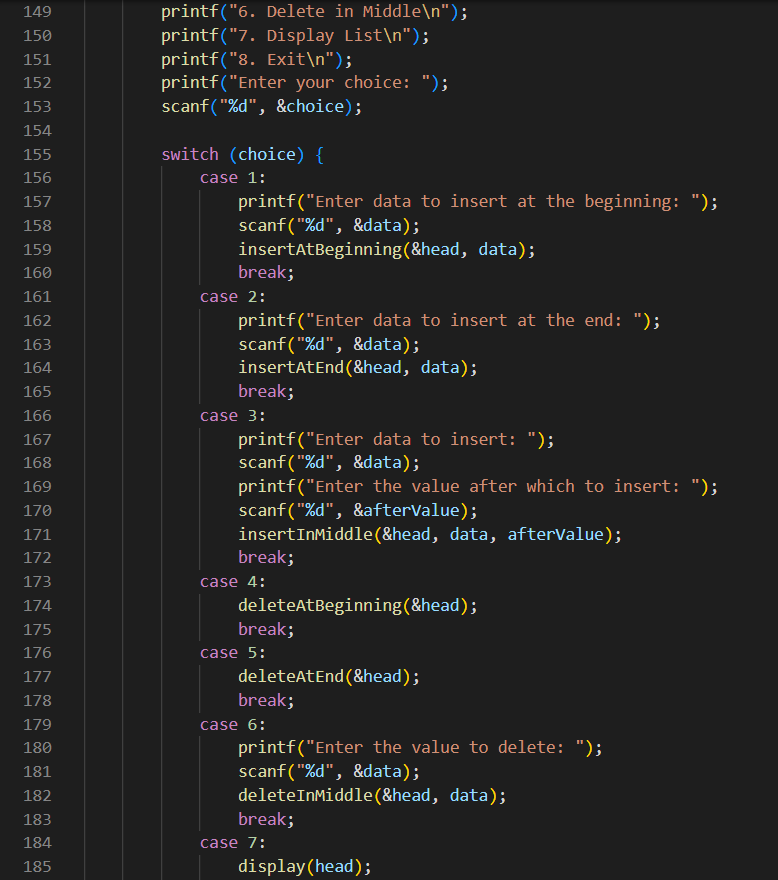 149 printf("6. Delete in Middle\n");
150 printf("7. Display List\n");
151 printf("8. Exit\n");
152 printf("Enter your choice: ");
153 scanf("%d", &choice);
154
155 switch (choice) {
156 case 1:
157 printf("Enter data to insert at the beginning: ");
158 scanf("%d", &data);
159 insertAtBeginning(&head, data);
160 break;
161 case 2:
162 printf("Enter data to insert at the end: ");
163 scanf("%d", &data);
164 insertAtEnd(&head, data);
165 break;
166 case 3:
167 printf("Enter data to insert: ");
168 scanf("%d", &data);
169 printf("Enter the value after which to insert: ");
170 scanf("%d", &afterValue);
171 insertInMiddle(&head, data, afterValue);
172 break;
173 case 4:
174 deleteAtBeginning(&head);
175 break;
176 case 5:
177 deleteAtEnd(&head);
178 break;
179 case 6:
180 printf("Enter the value to delete: ");
181 scanf("%d", &data);
182 deleteInMiddle(&head, data);
183 break;
184 case 7:
185 display(head);